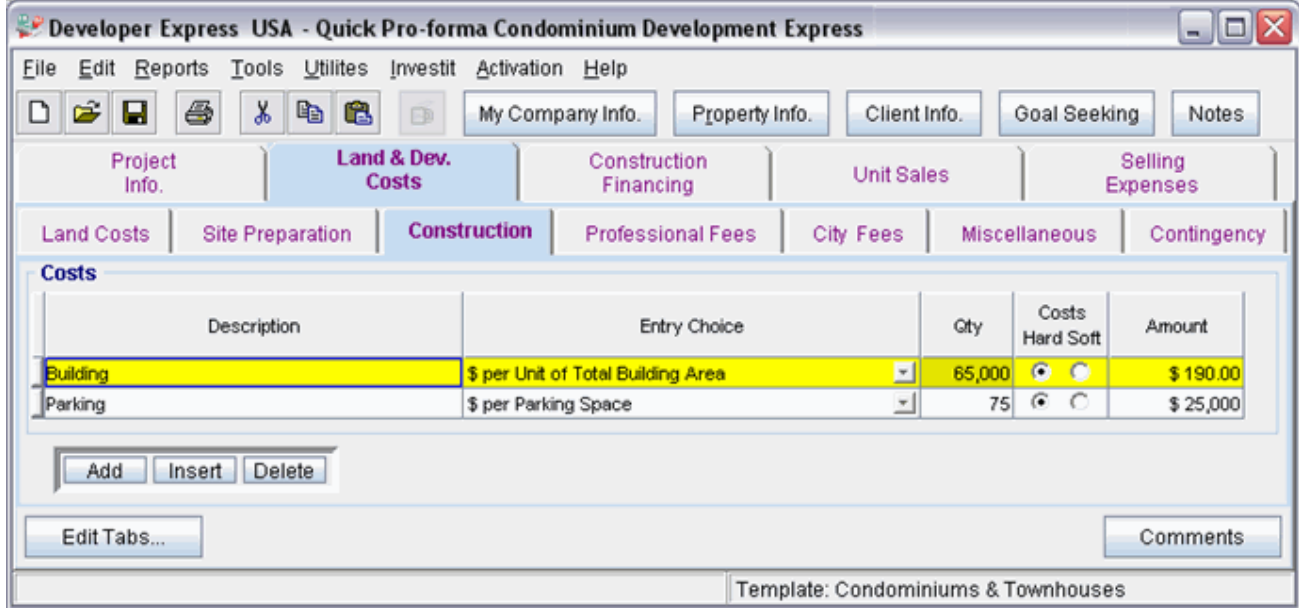 Developer Express USA - Quick Pro-forma Condominium Development Express
File Edit Reports Tools Utilites Investit Activation Help
My Company Info. Property Info. Client Info. Goal Seeking Notes
Project Info. Land & Dev. Costs Construction Financing Unit Sales Selling Expenses
Land Costs Site Preparation Construction Professional Fees City Fees Miscellaneous Contingency
Costs
Description Entry Choice Qty Costs Hard Soft Amount
Building $ per Unit of Total Building Area 65,000 $ 190.00
Parking $ per Parking Space 75 $ 25,000
Add Insert Delete
Edit Tabs... Comments
Template: Condominiums & Townhouses